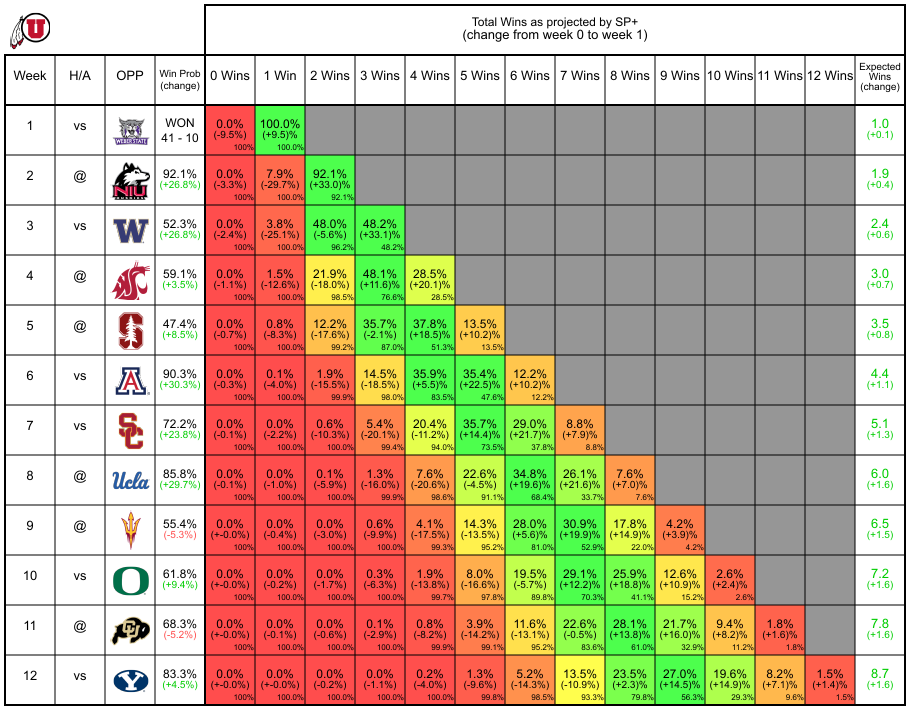 U
Total Wins as projected by SP+
(change from week 0 to week 1)
Week H/A OPP Win Prob (change) 0 Wins 1 Win 2 Wins 3 Wins 4 Wins 5 Wins 6 Wins 7 Wins 8 Wins 9 Wins 10 Wins 11 Wins 12 Wins Expected Wins (change)
1 vs WEBER STATE WON 0.0% 100.0% 1.0
41 - 10 (-9.5%) (+9.5)% (+0.1)
100% 100.0%
2 @ NIU 92.1% 0.0% 7.9% 92.1% 1.9
(+26.8%) (-3.3%) (-29.7%) (+33.0)% (+0.4)
100% 100.0% 92.1%
3 vs W 52.3% 0.0% 3.8% 48.0% 48.2% 2.4
(+26.8%) (-2.4%) (-25.1%) (-5.6%) (+33.1)% (+0.6)
100% 100.0% 96.2% 48.2%
4 @ 59.1% 0.0% 1.5% 21.9% 48.1% 28.5% 3.0
(+3.5%) (-1.1%) (-12.6%) (-18.0%) (+11.6)% (+20.1)% (+0.7)
100% 100.0% 98.5% 76.6% 28.5%
5 @ S 47.4% 0.0% 0.8% 12.2% 35.7% 37.8% 13.5% 3.5
(+8.5%) (-0.7%) (-8.3%) (-17.6%) (-2.1%) (+18.5)% (+10.2)% (+0.8)
100% 100.0% 99.2% 87.0% 51.3% 13.5%
6 vs A 90.3% 0.0% 0.1% 1.9% 14.5% 35.9% 35.4% 12.2% 4.4
(+30.3%) (-0.3%) (-4.0%) (-15.5%) (-18.5%) (+5.5)% (+22.5)% (+10.2)% (+1.1)
100% 100.0% 99.9% 98.0% 83.5% 47.6% 12.2%
7 vs SC 72.2% 0.0% 0.0% 0.6% 5.4% 20.4% 35.7% 29.0% 8.8% 5.1
(+23.8%) (-0.1%) (-2.2%) (-10.3%) (-20.1%) (-11.2%) (+14.4)% (+21.7)% (+7.9)% (+1.3)
100% 100.0% 100.0% 99.4% 94.0% 73.5% 37.8% 8.8%
8 @ Ucla 85.8% 0.0% 0.0% 0.1% 1.3% 7.6% 22.6% 34.8% 26.1% 7.6% 6.0
(+29.7%) (-0.1%) (-1.0%) (-5.9%) (-16.0%) (-20.6%) (-4.5%) (+19.6)% (+21.6)% (+7.0)% (+1.6)
100% 100.0% 100.0% 99.9% 98.6% 91.1% 68.4% 33.7% 7.6%
9 @ 55.4% 0.0% 0.0% 0.0% 0.6% 4.1% 14.3% 28.0% 30.9% 17.8% 4.2% 6.5
(-5.3%) (+-0.0%) (-0.4%) (-3.0%) (-9.9%) (-17.5%) (-13.5%) (+5.6)% (+19.9)% (+14.9)% (+3.9)% (+1.5)
100% 100.0% 100.0% 100.0% 99.3% 95.2% 81.0% 52.9% 22.0% 4.2%
10 vs O 61.8% 0.0% 0.0% 0.0% 0.3% 1.9% 8.0% 19.5% 29.1% 25.9% 12.6% 2.6% 7.2
(+9.4%) (+-0.0%) (-0.2%) (-1.7%) (-6.3%) (-13.8%) (-16.6%) (-5.7%) (+12.2)% (+18.8)% (+10.9)% (+2.4)% (+1.6)
100% 100.0% 100.0% 100.0% 99.7% 97.8% 89.8% 70.3% 41.1% 15.2% 2.6%
11 @ CU 68.3% 0.0% 0.0% 0.0% 0.1% 0.8% 3.9% 11.6% 22.6% 28.1% 21.7% 9.4% 1.8% 7.8
(-5.2%) (+-0.0%) (-0.1%) (-0.6%) (-2.9%) (-8.2%) (-14.2%) (-13.1%) (-0.5%) (+13.8)% (+16.0)% (+8.2)% (+1.6)% (+1.6)
100% 100.0% 100.0% 100.0% 99.9% 99.1% 95.2% 83.6% 61.0% 32.9% 11.2% 1.8%
12 vs Y 83.3% 0.0% 0.0% 0.0% 0.0% 0.2% 1.3% 5.2% 13.5% 23.5% 27.0% 19.6% 8.2% 1.5% 8.7
(+4.5%) (+-0.0%) (+-0.0%) (-0.2%) (-1.1%) (-4.0%) (-9.6%) (-14.3%) (-10.9%) (+2.3)% (+14.5)% (+14.9)% (+7.1)% (+1.4)% (+1.6)
100% 100.0% 100.0% 100.0% 100.0% 99.8% 98.5% 93.3% 79.8% 56.3% 29.3% 9.6% 1.5%